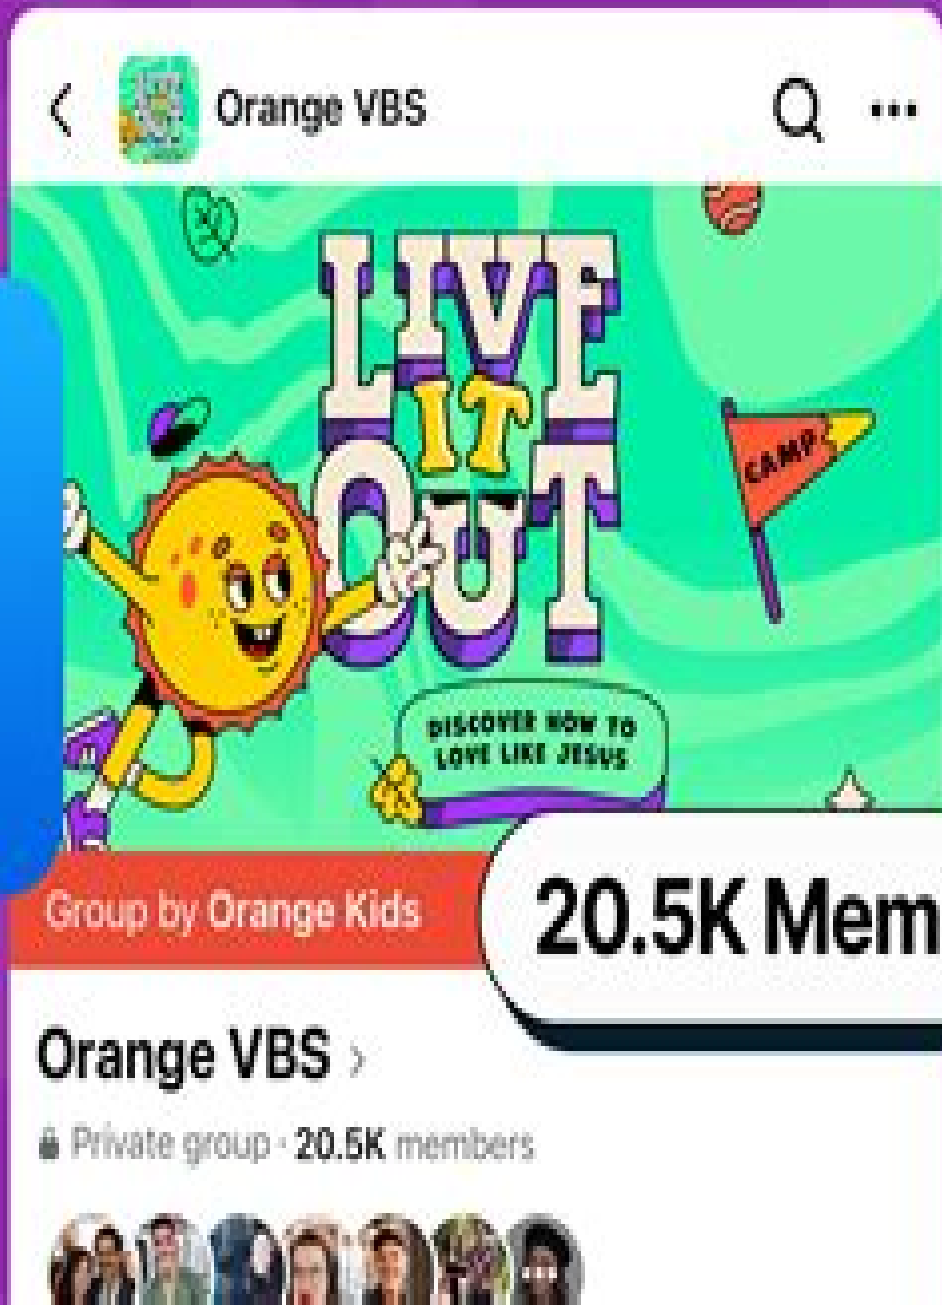 Orange VBS
LIVE
IT
OUT
CAMP
DISCOVER HOW TO
LOVE LIKE JESUS
Group by Orange Kids
20.5K Mem
Orange VBS
Private group · 20.5K members